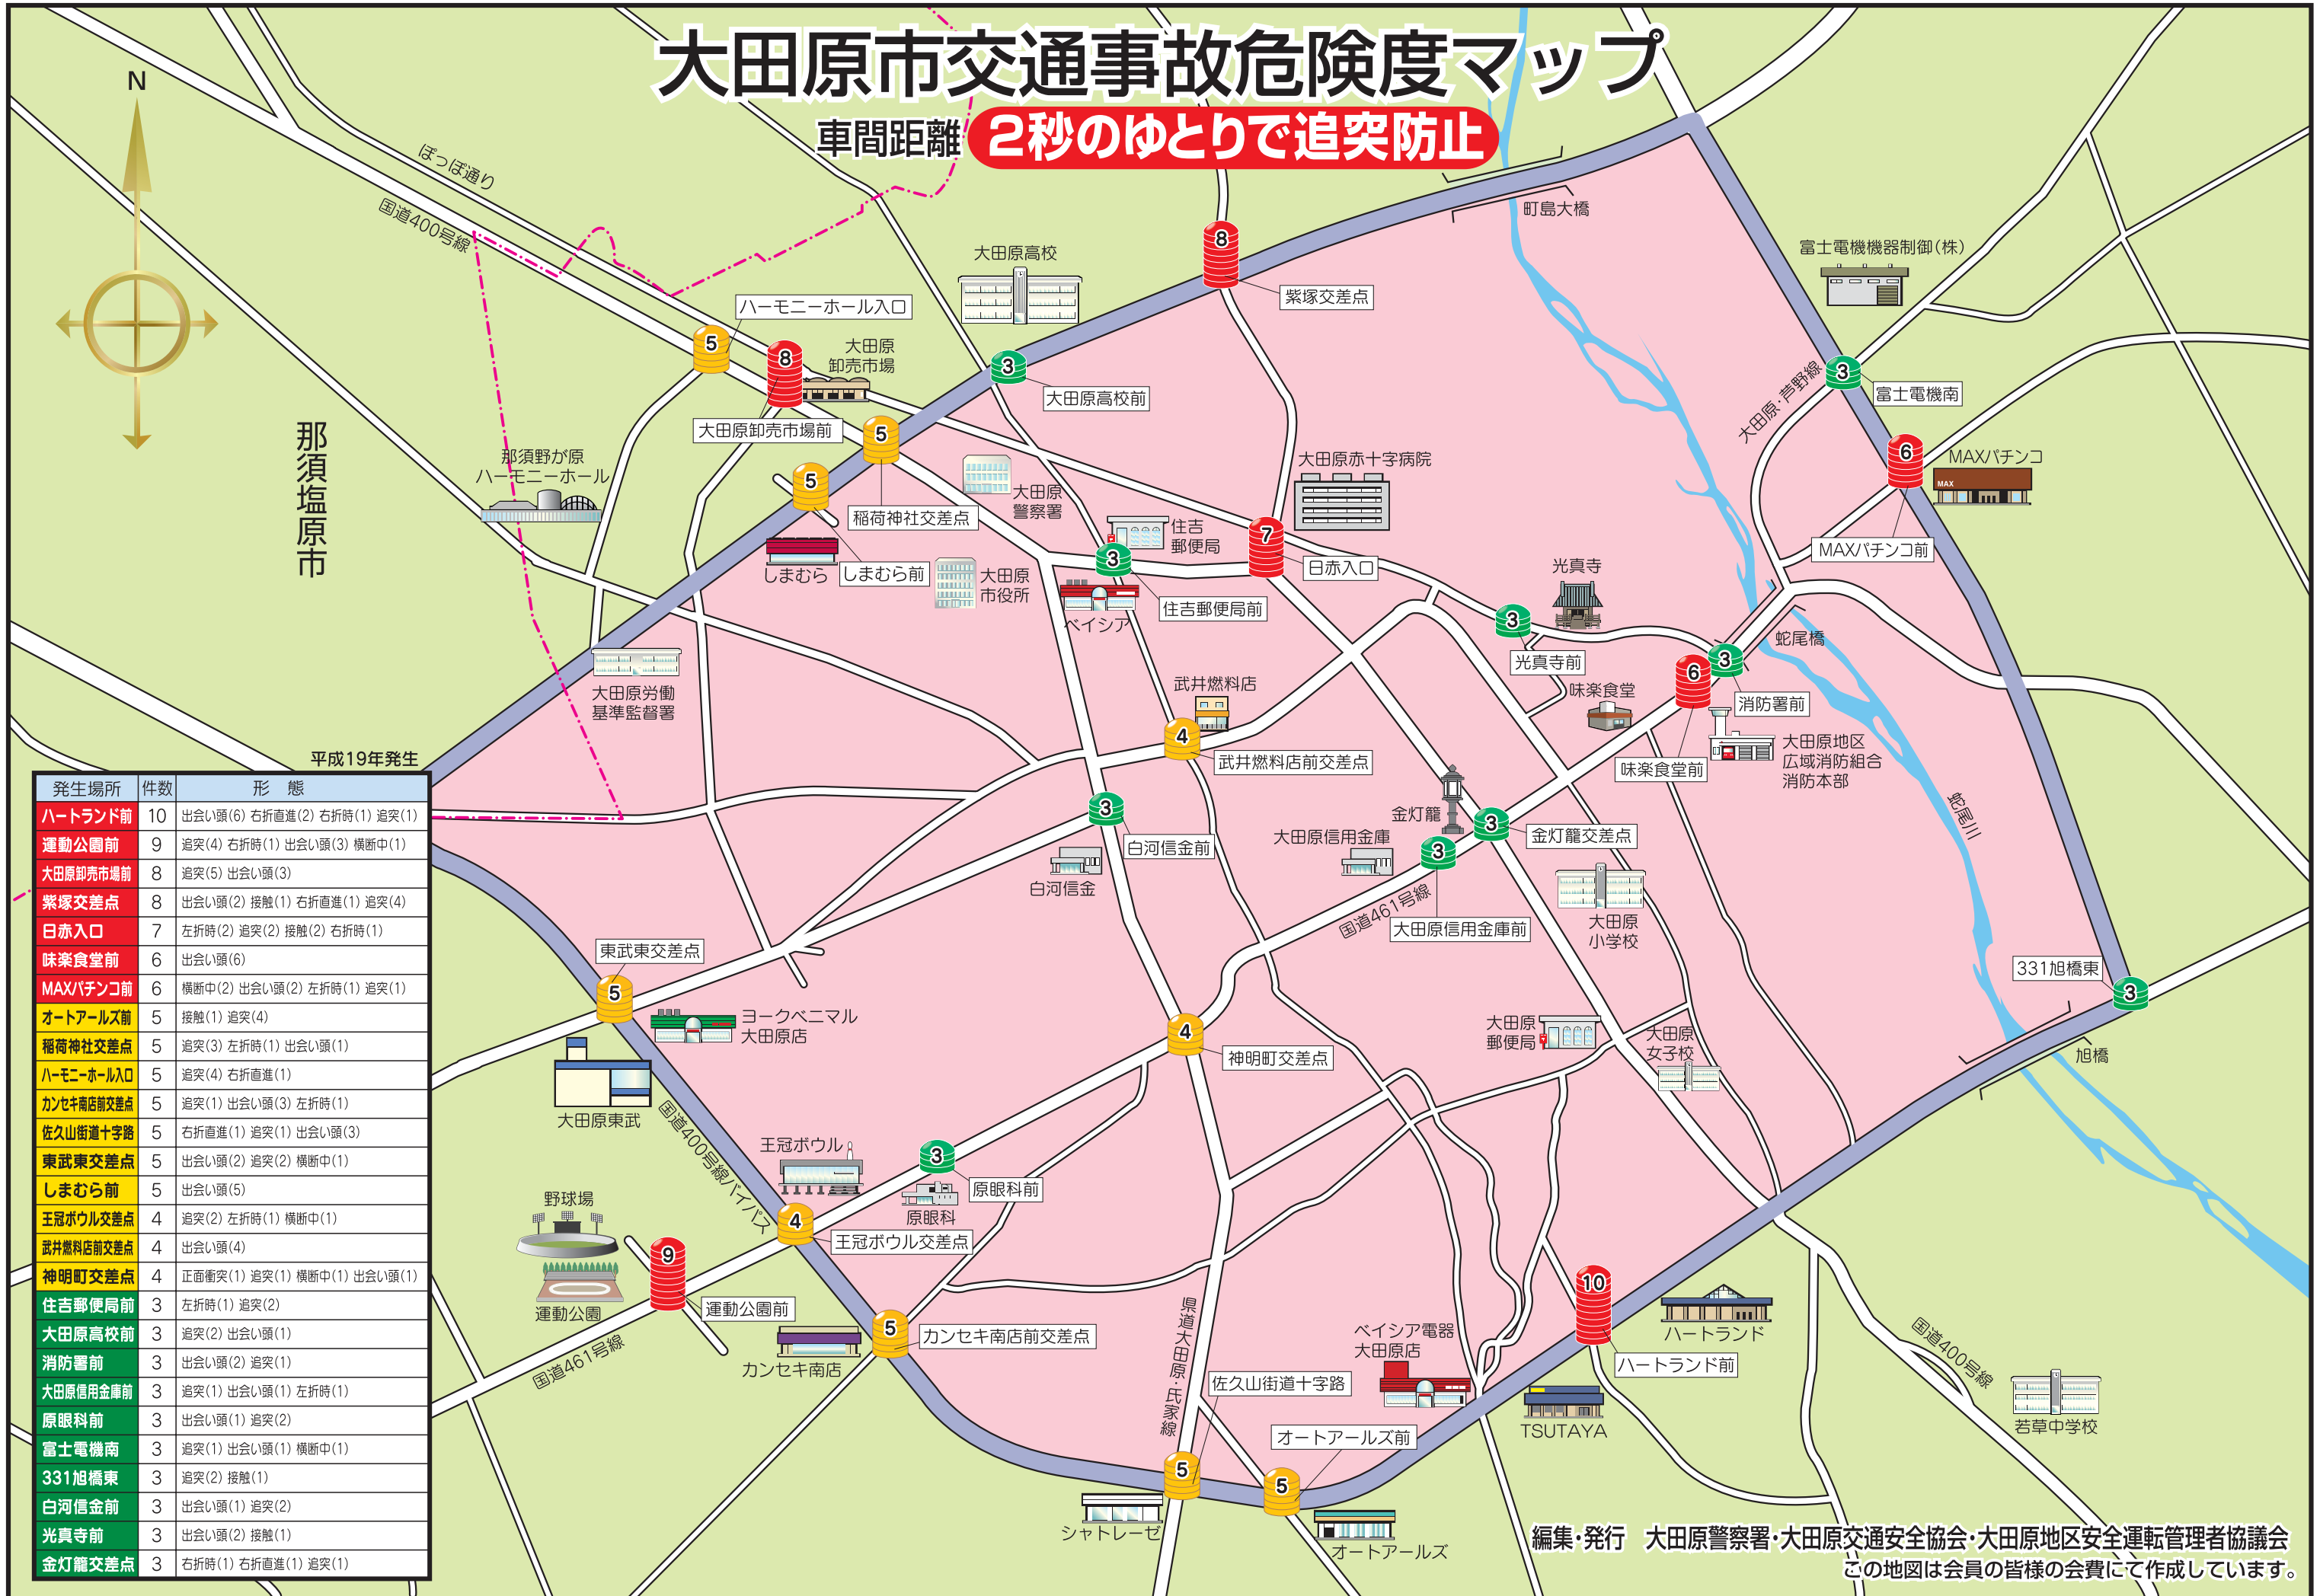 大田原市交通事故危険度マップ
車間距離 2秒のゆとりで追突防止
N
ぽっぽ通り
国道400号線
町島大橋
大田原高校
8
紫塚交差点
富士電機機器制御(株)
ハーモニーホール入口
5
8
大田原
卸売市場
3
大田原高校前
3
富士電機南
大田原・芦野線
大田原卸売市場前
5
那須塩原市
那須野が原
ハーモニーホール
5
稲荷神社交差点
大田原
警察署
大田原赤十字病院
6
MAXパチンコ
MAX
MAXパチンコ前
しまむら
しまむら前
大田原
市役所
住吉
郵便局
3
7
日赤入口
ベイシア
住吉郵便局前
光真寺
3
光真寺前
蛇尾橋
3
6
消防署前
味楽食堂
味楽食堂前
大田原地区
広域消防組合
消防本部
蛇尾川
大田原労働
基準監督署
武井燃料店
4
武井燃料店前交差点
3
白河信金前
白河信金
金灯籠
3
金灯籠交差点
大田原信用金庫
3
国道461号線
大田原信用金庫前
大田原
小学校
331旭橋東
3
旭橋
東武東交差点
5
ヨークベニマル
大田原店
大田原東武
国道400号線バイパス
4
神明町交差点
大田原
郵便局
大田原
女子校
王冠ボウル
3
原眼科前
原眼科
4
王冠ボウル交差点
野球場
運動公園
9
運動公園前
国道461号線
カンセキ南店
5
カンセキ南店前交差点
県道大田原・氏家線
佐久山街道十字路
5
シャトレーゼ
オートアールズ前
5
オートアールズ
ベイシア電器
大田原店
10
ハートランド
ハートランド前
TSUTAYA
国道400号線
若草中学校
平成19年発生
発生場所 件数 形 態
ハートランド前 10 出会い頭(6) 右折直進(2) 右折時(1) 追突(1)
運動公園前 9 追突(4) 右折時(1) 出会い頭(3) 横断中(1)
大田原卸売市場前 8 追突(5) 出会い頭(3)
紫塚交差点 8 出会い頭(2) 接触(1) 右折直進(1) 追突(4)
日赤入口 7 左折時(2) 追突(2) 接触(2) 右折時(1)
味楽食堂前 6 出会い頭(6)
MAXパチンコ前 6 横断中(2) 出会い頭(2) 左折時(1) 追突(1)
オートアールズ前 5 接触(1) 追突(4)
稲荷神社交差点 5 追突(3) 左折時(1) 出会い頭(1)
ハーモニーホール入口 5 追突(4) 右折直進(1)
カンセキ南店前交差点 5 追突(1) 出会い頭(3) 左折時(1)
佐久山街道十字路 5 右折直進(1) 追突(1) 出会い頭(3)
東武東交差点 5 出会い頭(2) 追突(2) 横断中(1)
しまむら前 5 出会い頭(5)
王冠ボウル交差点 4 追突(2) 左折時(1) 横断中(1)
武井燃料店前交差点 4 出会い頭(4)
神明町交差点 4 正面衝突(1) 追突(1) 横断中(1) 出会い頭(1)
住吉郵便局前 3 左折時(1) 追突(2)
大田原高校前 3 追突(2) 出会い頭(1)
消防署前 3 出会い頭(2) 追突(1)
大田原信用金庫前 3 追突(1) 出会い頭(1) 左折時(1)
原眼科前 3 出会い頭(1) 追突(2)
富士電機南 3 追突(1) 出会い頭(1) 横断中(1)
331旭橋東 3 追突(2) 接触(1)
白河信金前 3 出会い頭(1) 追突(2)
光真寺前 3 出会い頭(2) 接触(1)
金灯籠交差点 3 右折時(1) 右折直進(1) 追突(1)
編集・発行 大田原警察署・大田原交通安全協会・大田原地区安全運転管理者協議会
この地図は会員の皆様の会費にて作成しています。